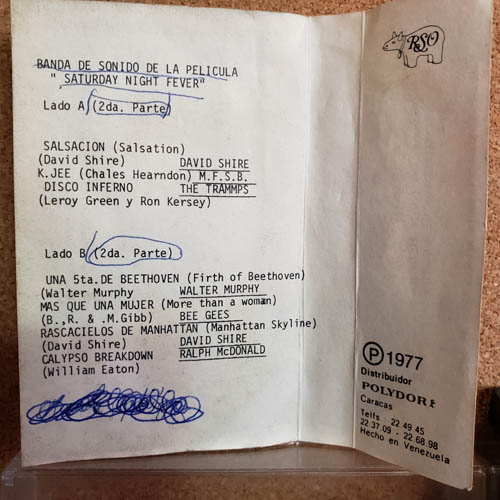 BANDA DE SONIDO DE LA PELICULA
" SATURDAY NIGHT FEVER"
Lado A (2da. Parte)
SALSACION (Salsation)
(David Shire) DAVID SHIRE
K.JEE (Chales Hearndon) M.F.S.B.
DISCO INFERNO THE TRAMMPS
(Leroy Green y Ron Kersey)
Lado B (2da. Parte)
UNA 5ta. DE BEETHOVEN (Firth of Beethoven)
(Walter Murphy WALTER MURPHY
MAS QUE UNA MUJER (More than a woman)
(B.,R. & .M.Gibb) BEE GEES
RASCACIELOS DE MANHATTAN (Manhattan Skyline)
(David Shire) DAVID SHIRE
CALYPSO BREAKDOWN RALPH McDONALD
(William Eaton)
RSO
Ⓟ 1977
Distribuidor
POLYDOR
Caracas
Telfs.: 22 49.45
22.37 09 - 22.68.98
Hecho en Venezuela